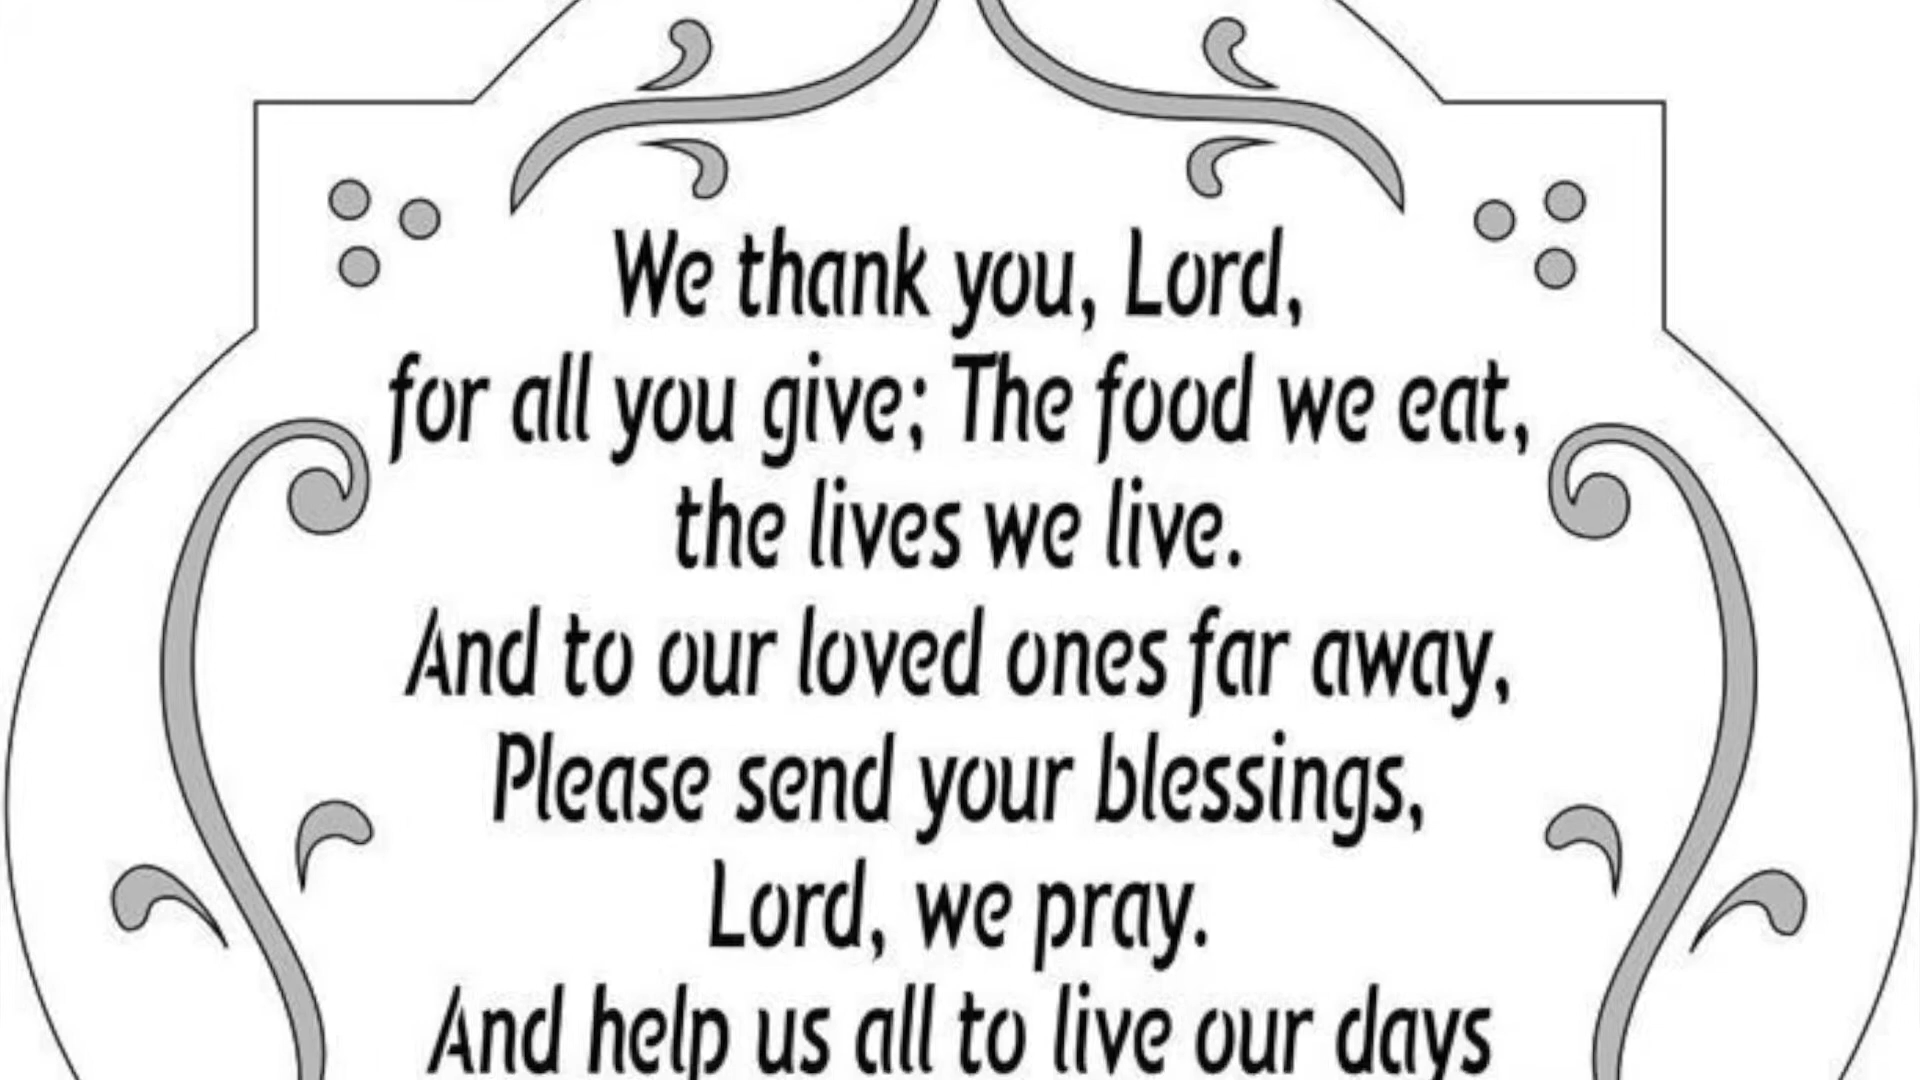 We thank you, Lord,
for all you give; The food we eat,
the lives we live.
And to our loved ones far away,
Please send your blessings,
Lord, we pray.
And help us all to live our days